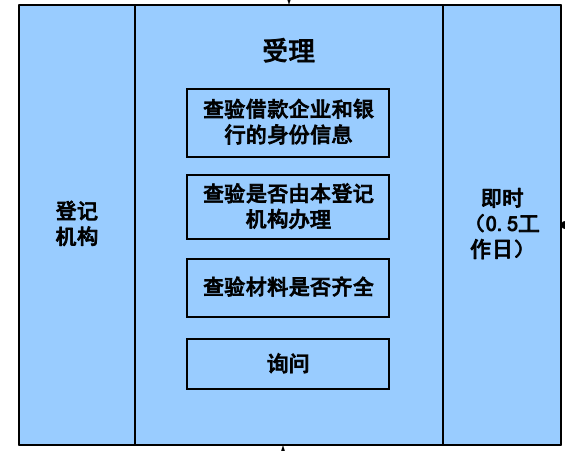 受理
查验借款企业和银
行的身份信息
查验是否由本登记
机构办理
登记
机构
即时
（0.5工
作日）
查验材料是否齐全
询问